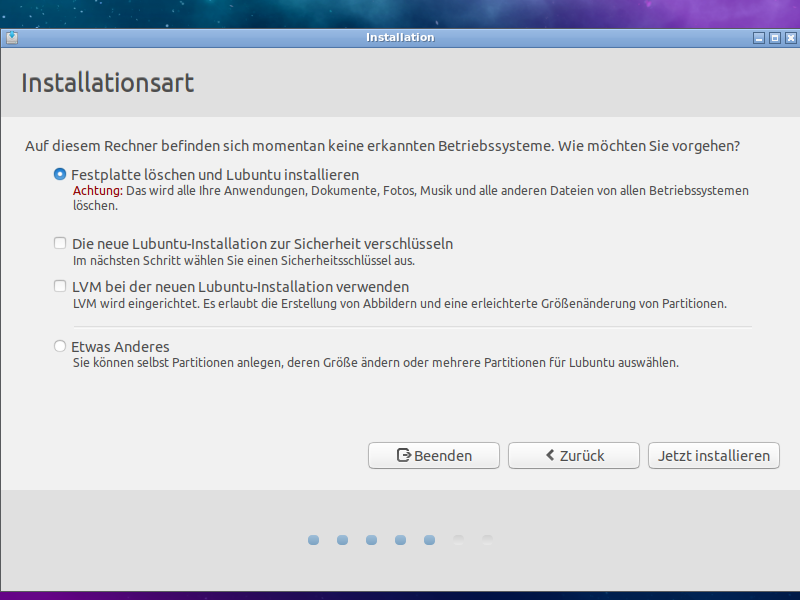 Installation
Installationsart
Auf diesem Rechner befinden sich momentan keine erkannten Betriebssysteme. Wie möchten Sie vorgehen?
Festplatte löschen und Lubuntu installieren
Achtung: Das wird alle Ihre Anwendungen, Dokumente, Fotos, Musik und alle anderen Dateien von allen Betriebssystemen
löschen.
Die neue Lubuntu-Installation zur Sicherheit verschlüsseln
Im nächsten Schritt wählen Sie einen Sicherheitsschlüssel aus.
LVM bei der neuen Lubuntu-Installation verwenden
LVM wird eingerichtet. Es erlaubt die Erstellung von Abbildern und eine erleichterte Größenänderung von Partitionen.
Etwas Anderes
Sie können selbst Partitionen anlegen, deren Größe ändern oder mehrere Partitionen für Lubuntu auswählen.
Beenden
Zurück
Jetzt installieren